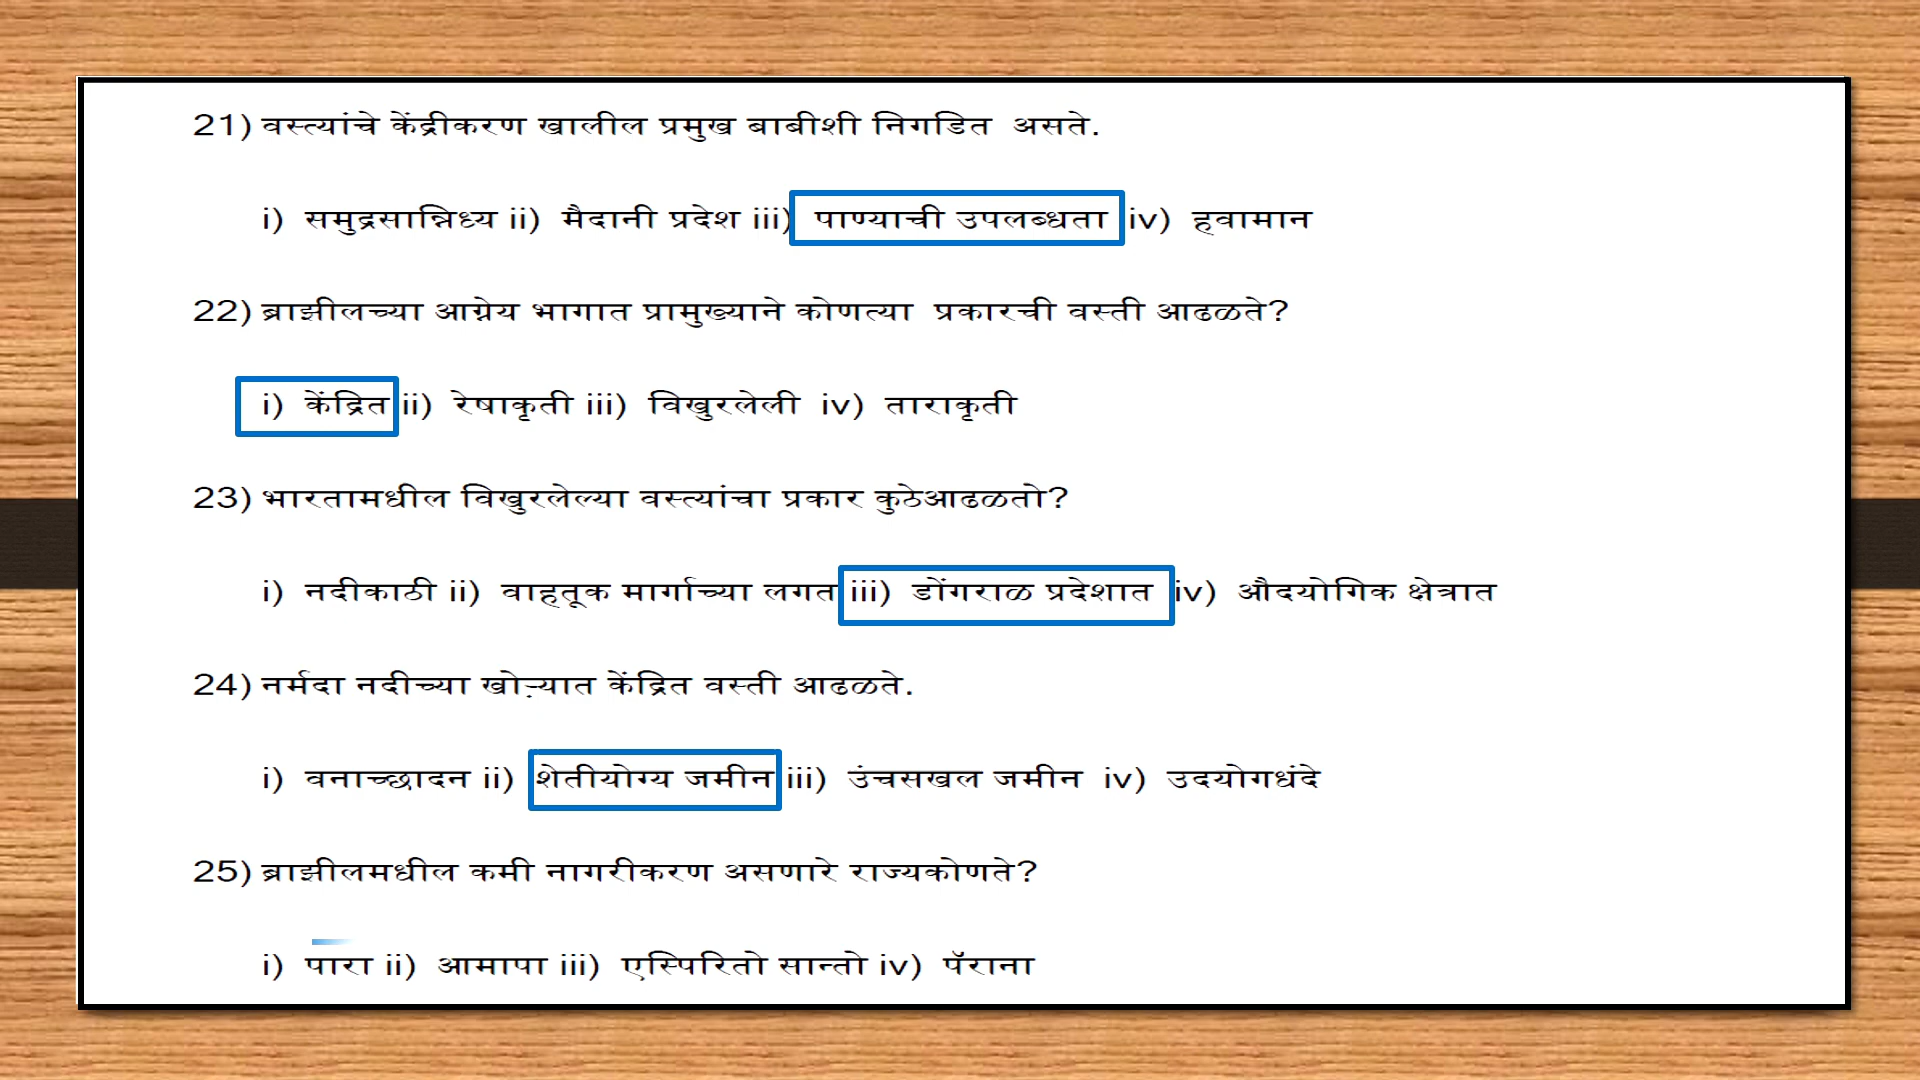 21) वस्त्यांचे केंद्रीकरण खालील प्रमुख बाबीशी निगडित असते.
i) समुद्रसान्निध्य ii) मैदानी प्रदेश iii) पाण्याची उपलब्धता iv) हवामान
22) ब्राझीलच्या आग्नेय भागात प्रामुख्याने कोणत्या प्रकारची वस्ती आढळते?
i) केंद्रित ii) रेषाकृती iii) विखुरलेली iv) ताराकृती
23) भारतामधील विखुरलेल्या वस्त्यांचा प्रकार कुठेआढळतो?
i) नदीकाठी ii) वाहतूक मार्गाच्या लगत iii) डोंगराळ प्रदेशात iv) औदयोगिक क्षेत्रात
24) नर्मदा नदीच्या खोऱ्यात केंद्रित वस्ती आढळते.
i) वनाच्छादन ii) शेतीयोग्य जमीन iii) उंचसखल जमीन iv) उदयोगधंदे
25) ब्राझीलमधील कमी नागरीकरण असणारे राज्यकोणते?
i) पारा ii) आमापा iii) एस्पिरितो सान्तो iv) पॅराना